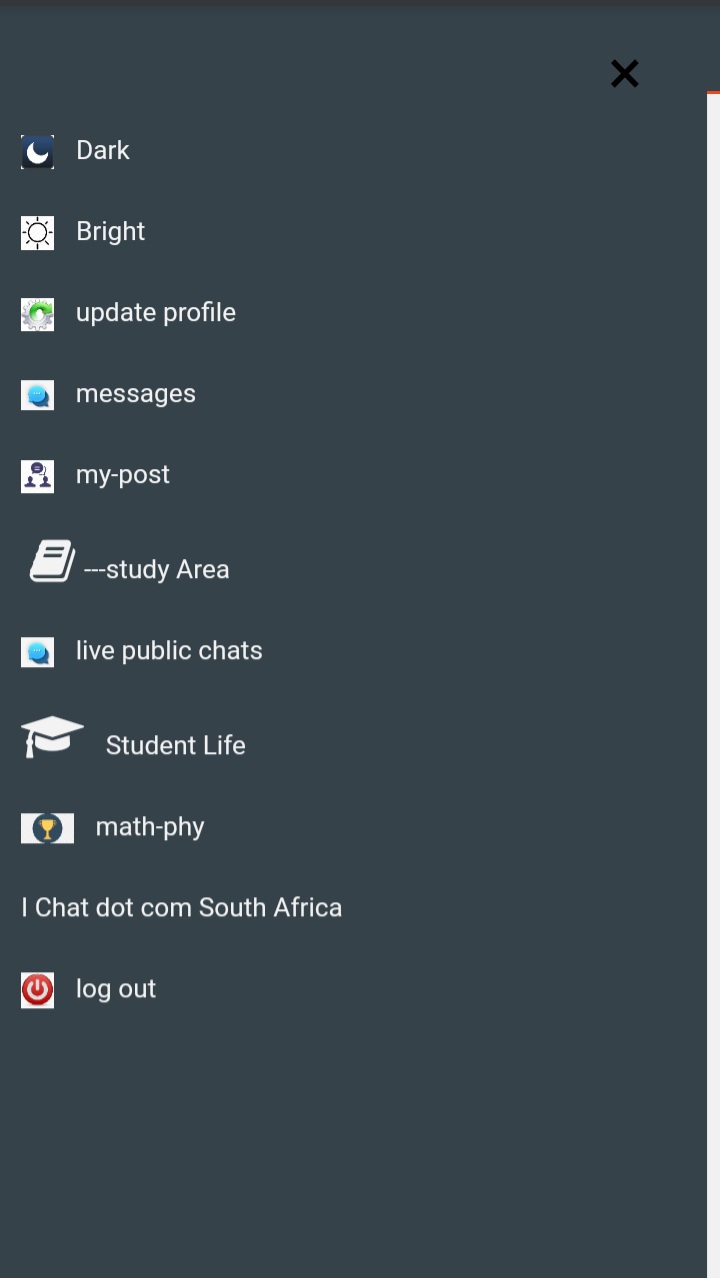 Dark
Bright
update profile
messages
my-post
---study Area
live public chats
Student Life
math-phy
I Chat dot com South Africa
log out